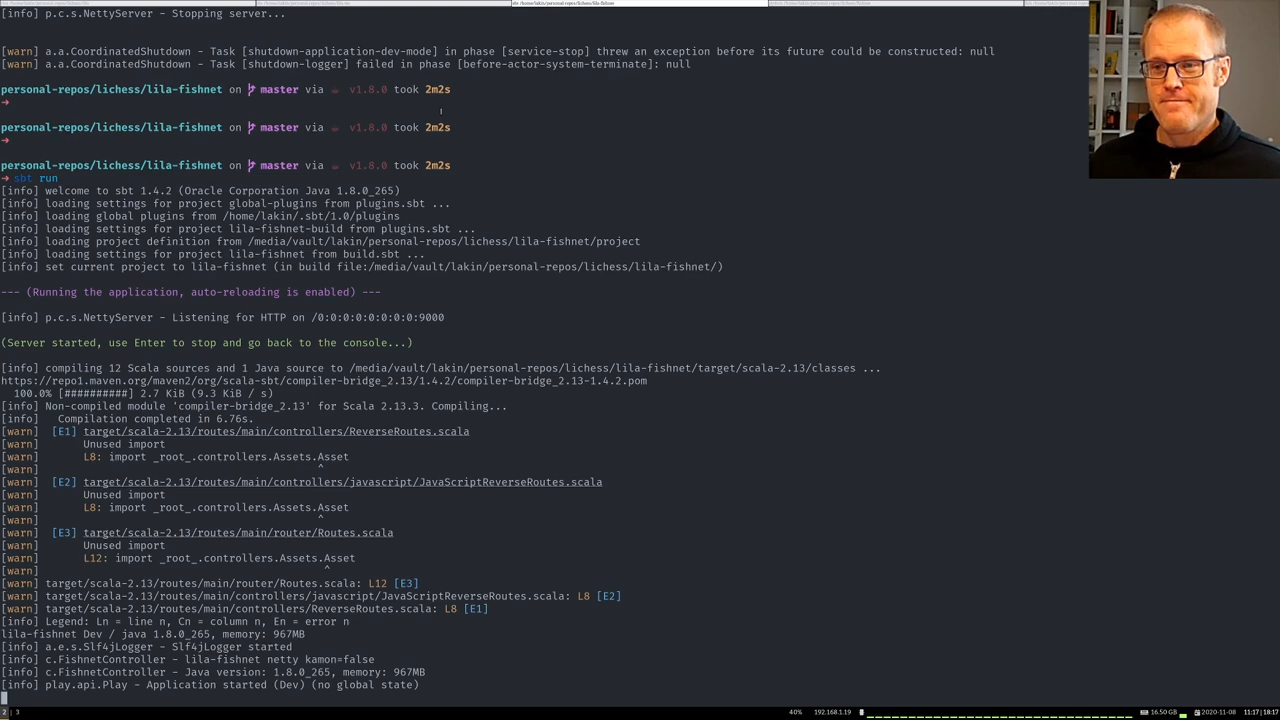 [info] p.c.s.NettyServer - Stopping server...
[warn] a.a.CoordinatedShutdown - Task [shutdown-application-dev-mode] in phase [service-stop] threw an exception before its future could be constructed: null
[warn] a.a.CoordinatedShutdown - Task [shutdown-logger] failed in phase [before-actor-system-terminate]: null
personal-repos/lichess/lila-fishnet on master via v1.8.0 took 2m2s
➜
personal-repos/lichess/lila-fishnet on master via v1.8.0 took 2m2s
➜
personal-repos/lichess/lila-fishnet on master via v1.8.0 took 2m2s
➜ sbt run
[info] welcome to sbt 1.4.2 (Oracle Corporation Java 1.8.0_265)
[info] loading settings for project global-plugins from plugins.sbt ...
[info] loading global plugins from /home/lakin/.sbt/1.0/plugins
[info] loading settings for project lila-fishnet-build from plugins.sbt ...
[info] loading project definition from /media/vault/lakin/personal-repos/lichess/lila-fishnet/project
[info] loading settings for project lila-fishnet from build.sbt ...
[info] set current project to lila-fishnet (in build file:/media/vault/lakin/personal-repos/lichess/lila-fishnet/)
--- (Running the application, auto-reloading is enabled) ---
[info] p.c.s.NettyServer - Listening for HTTP on /0:0:0:0:0:0:0:0:9000
(Server started, use Enter to stop and go back to the console...)
[info] compiling 12 Scala sources and 1 Java source to /media/vault/lakin/personal-repos/lichess/lila-fishnet/target/scala-2.13/classes ...
https://repo1.maven.org/maven2/org/scala-sbt/compiler-bridge_2.13/1.4.2/compiler-bridge_2.13-1.4.2.pom
100.0% [##########] 2.7 KiB (9.3 KiB / s)
[info] Non-compiled module 'compiler-bridge_2.13' for Scala 2.13.3. Compiling...
[info] Compilation completed in 6.76s.
[warn] [E1] target/scala-2.13/routes/main/controllers/ReverseRoutes.scala
[warn] Unused import
[warn] L8: import _root_.controllers.Assets.Asset
[warn] ^
[warn] [E2] target/scala-2.13/routes/main/controllers/javascript/JavaScriptReverseRoutes.scala
[warn] Unused import
[warn] L8: import _root_.controllers.Assets.Asset
[warn] ^
[warn] [E3] target/scala-2.13/routes/main/router/Routes.scala
[warn] Unused import
[warn] L12: import _root_.controllers.Assets.Asset
[warn] ^
[warn] target/scala-2.13/routes/main/router/Routes.scala: L12 [E3]
[warn] target/scala-2.13/routes/main/controllers/javascript/JavaScriptReverseRoutes.scala: L8 [E2]
[warn] target/scala-2.13/routes/main/controllers/ReverseRoutes.scala: L8 [E1]
[info] Legend: Ln = line n, Cn = column n, En = error n
lila-fishnet Dev / java 1.8.0_265, memory: 967MB
[info] a.e.s.Slf4jLogger - Slf4jLogger started
[info] c.FishnetController - lila-fishnet netty kamon=false
[info] c.FishnetController - Java version: 1.8.0_265, memory: 967MB
[info] play.api.Play - Application started (Dev) (no global state)
2 | 3
40% 192.168.1.19 16.50 GB 2020-11-08 11:17 18:17